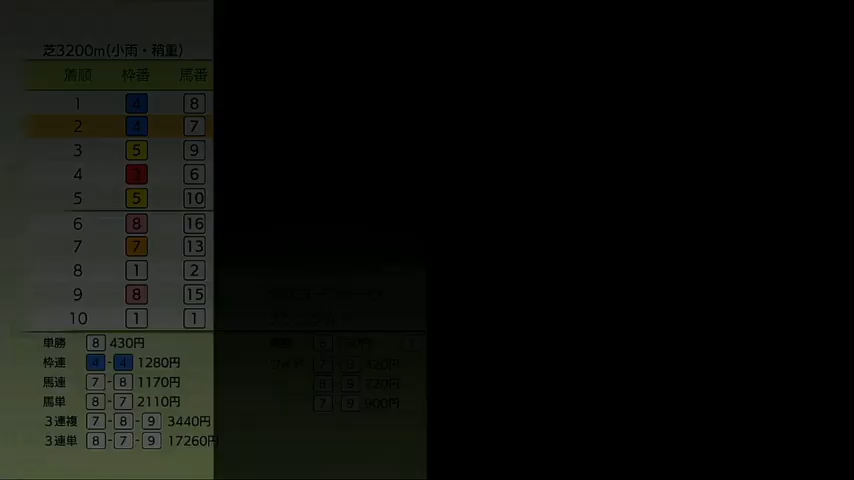 芝3200m(小雨・稍重)
着順 枠番 馬番
1 4 8
2 4 7
3 5 9
4 3 6
5 5 10
6 8 16
7 7 13
8 1 2
9 8 15
10 1 1
単勝 8 430円
枠連 4-4 1280円
馬連 7-8 1170円 8
馬単 8-7 2110円 7-9 900円
3連複 7-8-9 3440円
3連単 8-7-9 17260円
ワイド 7 8 420円
8 9 720円